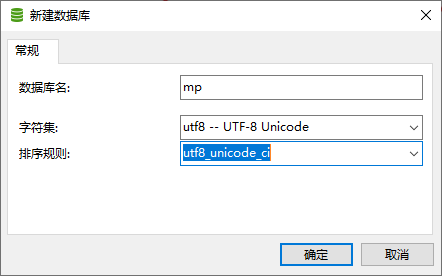 新建数据库
常规
数据库名: mp
字符集: utf8 -- UTF-8 Unicode
排序规则: utf8_unicode_ci
确定 取消